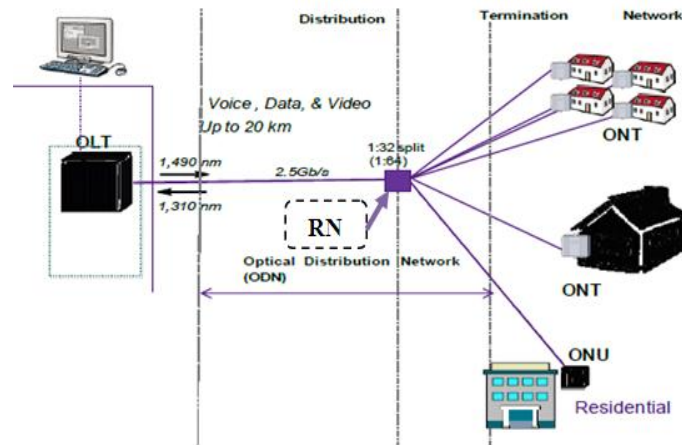 Distribution
Termination
Network
Voice , Data, & Video
Up to 20 km
OLT
1,490 nm
1,310 nm
2.5Gb/s
1:32 split
(1:64)
ONT
RN
Optical Distribution Network
(ODN)
ONT
ONU
Residential